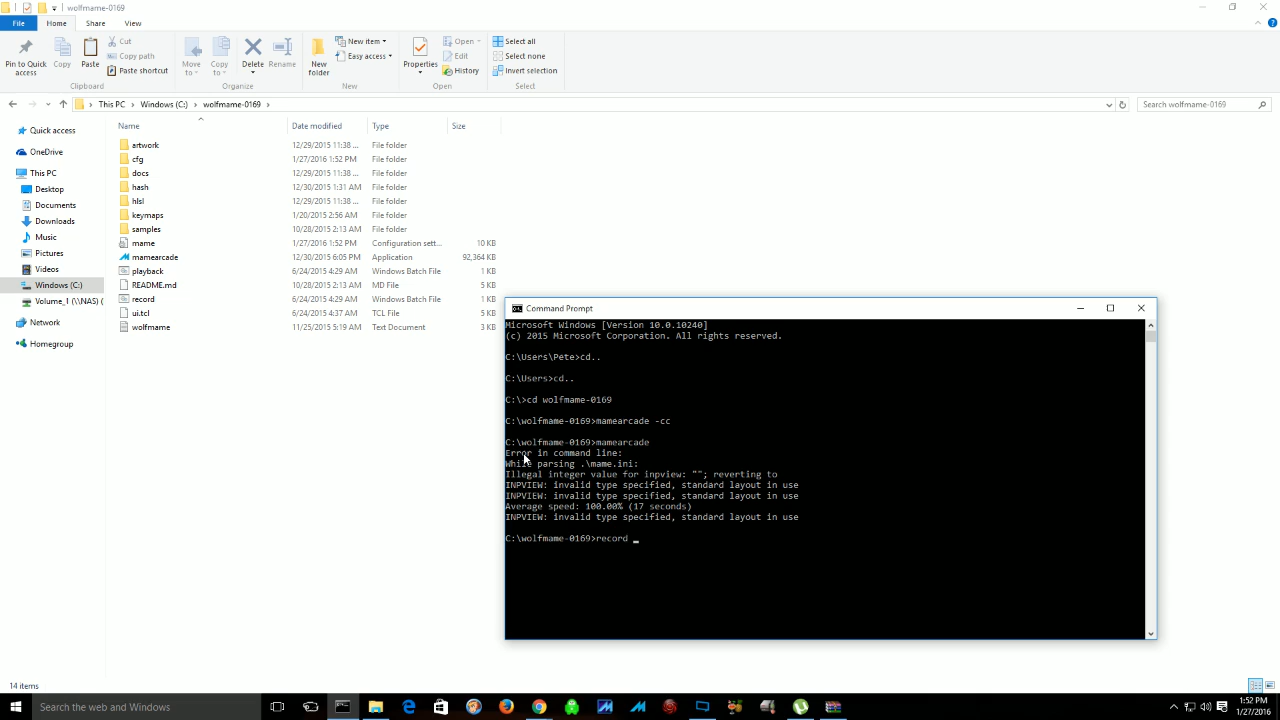 wolfmame-0169
File Home Share View
Pin to Quick access
Copy
Paste
Cut
Copy path
Paste shortcut
Clipboard
Move to
Copy to
Delete
Rename
Organize
New folder
New item
Easy access
New
Properties
Open
Edit
History
Open
Select all
Select none
Invert selection
Select
This PC > Windows (C:) > wolfmame-0169 >
Search wolfmame-0169
Name Date modified Type Size
Quick access
OneDrive
This PC
Desktop
Documents
Downloads
Music
Pictures
Videos
Windows (C:)
Volume_1 (\\NAS) (
Network
Homegroup
artwork 12/29/2015 11:38 ... File folder
cfg 1/27/2016 1:52 PM File folder
docs 12/29/2015 11:38 ... File folder
hash 12/30/2015 1:31 AM File folder
hlsl 12/29/2015 11:38 ... File folder
keymaps 1/20/2015 2:56 AM File folder
samples 10/28/2015 2:13 AM File folder
mame 1/27/2016 1:52 PM Configuration sett... 10 KB
mamearcade 12/30/2015 6:05 PM Application 92,364 KB
playback 6/24/2015 4:29 AM Windows Batch File 1 KB
README.md 10/28/2015 2:13 AM MD File 5 KB
record 6/24/2015 4:29 AM Windows Batch File 1 KB
ui.tcl 6/24/2015 4:37 AM TCL File 5 KB
wolfmame 11/25/2015 5:19 AM Text Document 3 KB
Command Prompt
Microsoft Windows [Version 10.0.10240]
(c) 2015 Microsoft Corporation. All rights reserved.
C:\Users\Pete>cd..
C:\Users>cd..
C:\>cd wolfmame-0169
C:\wolfmame-0169>mamearcade -cc
C:\wolfmame-0169>mamearcade
Error in command line:
While parsing .\mame.ini:
Illegal integer value for inpview: ""; reverting to
INPVIEW: invalid type specified, standard layout in use
INPVIEW: invalid type specified, standard layout in use
Average speed: 100.00% (17 seconds)
INPVIEW: invalid type specified, standard layout in use
C:\wolfmame-0169>record _
14 items
Search the web and Windows
1:52 PM
1/27/2016